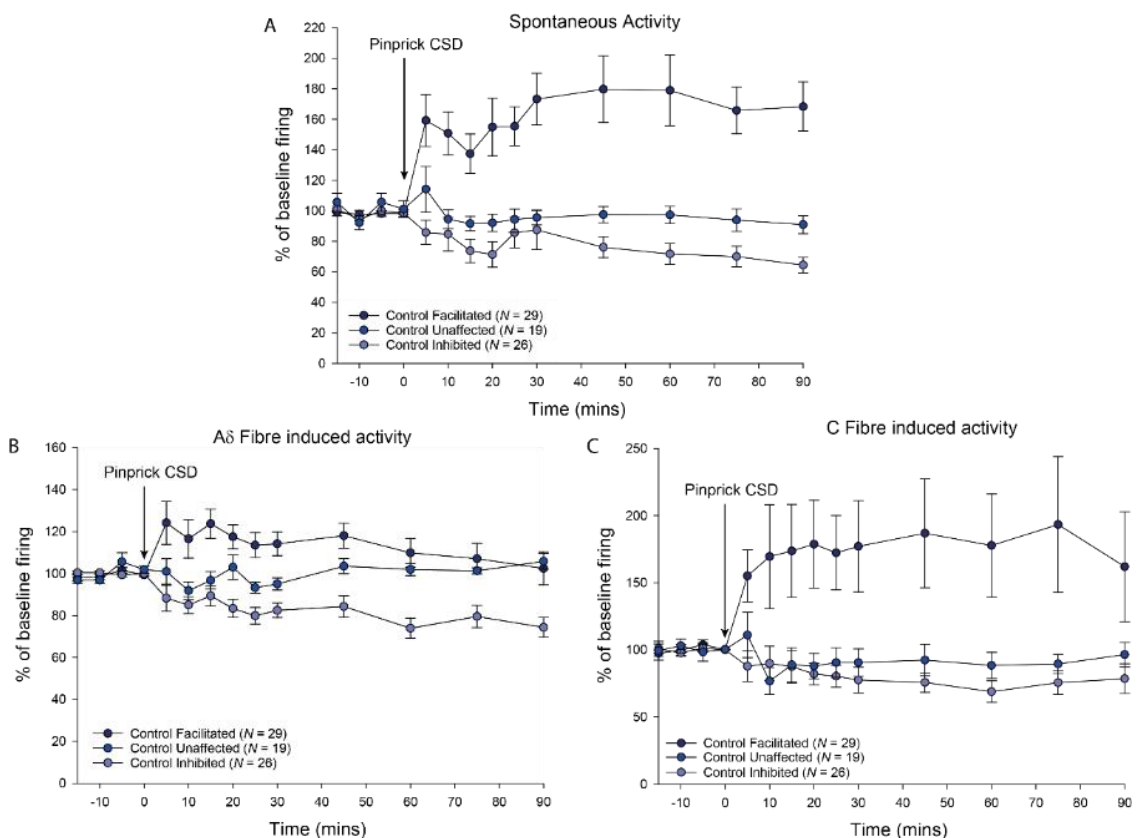 A
Spontaneous Activity
220
200
180
160
140
120
100
80
60
40
20
0
% of baseline firing
Pinprick CSD
Control Facilitated (N = 29)
Control Unaffected (N = 19)
Control Inhibited (N = 26)
-10 0 10 20 30 40 50 60 70 80 90
Time (mins)
B
Aδ Fibre induced activity
160
140
120
100
80
60
40
20
0
% of baseline firing
Pinprick CSD
Control Facilitated (N = 29)
Control Unaffected (N = 19)
Control Inhibited (N = 26)
-10 0 10 20 30 40 50 60 70 80 90
Time (mins)
C
C Fibre induced activity
250
200
150
100
50
0
% of baseline firing
Pinprick CSD
Control Facilitated (N = 29)
Control Unaffected (N = 19)
Control Inhibited (N = 26)
-10 0 10 20 30 40 50 60 70 80 90
Time (mins)